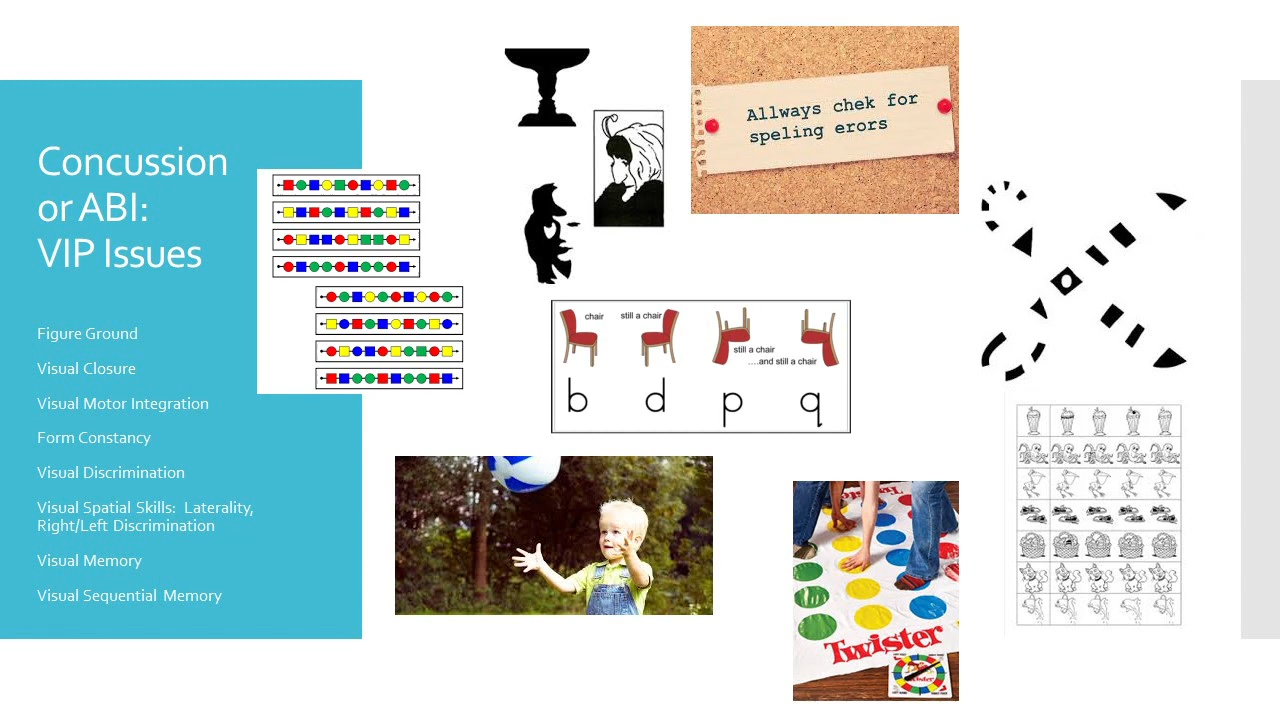 Concussion
or ABI:
VIP Issues
Figure Ground
Visual Closure
Visual Motor Integration
Form Constancy
Visual Discrimination
Visual Spatial Skills: Laterality,
Right/Left Discrimination
Visual Memory
Visual Sequential Memory
Allways chek for
speling erors
chair
still a chair
still a chair
....and still a chair
b d p q
Twister
Twister